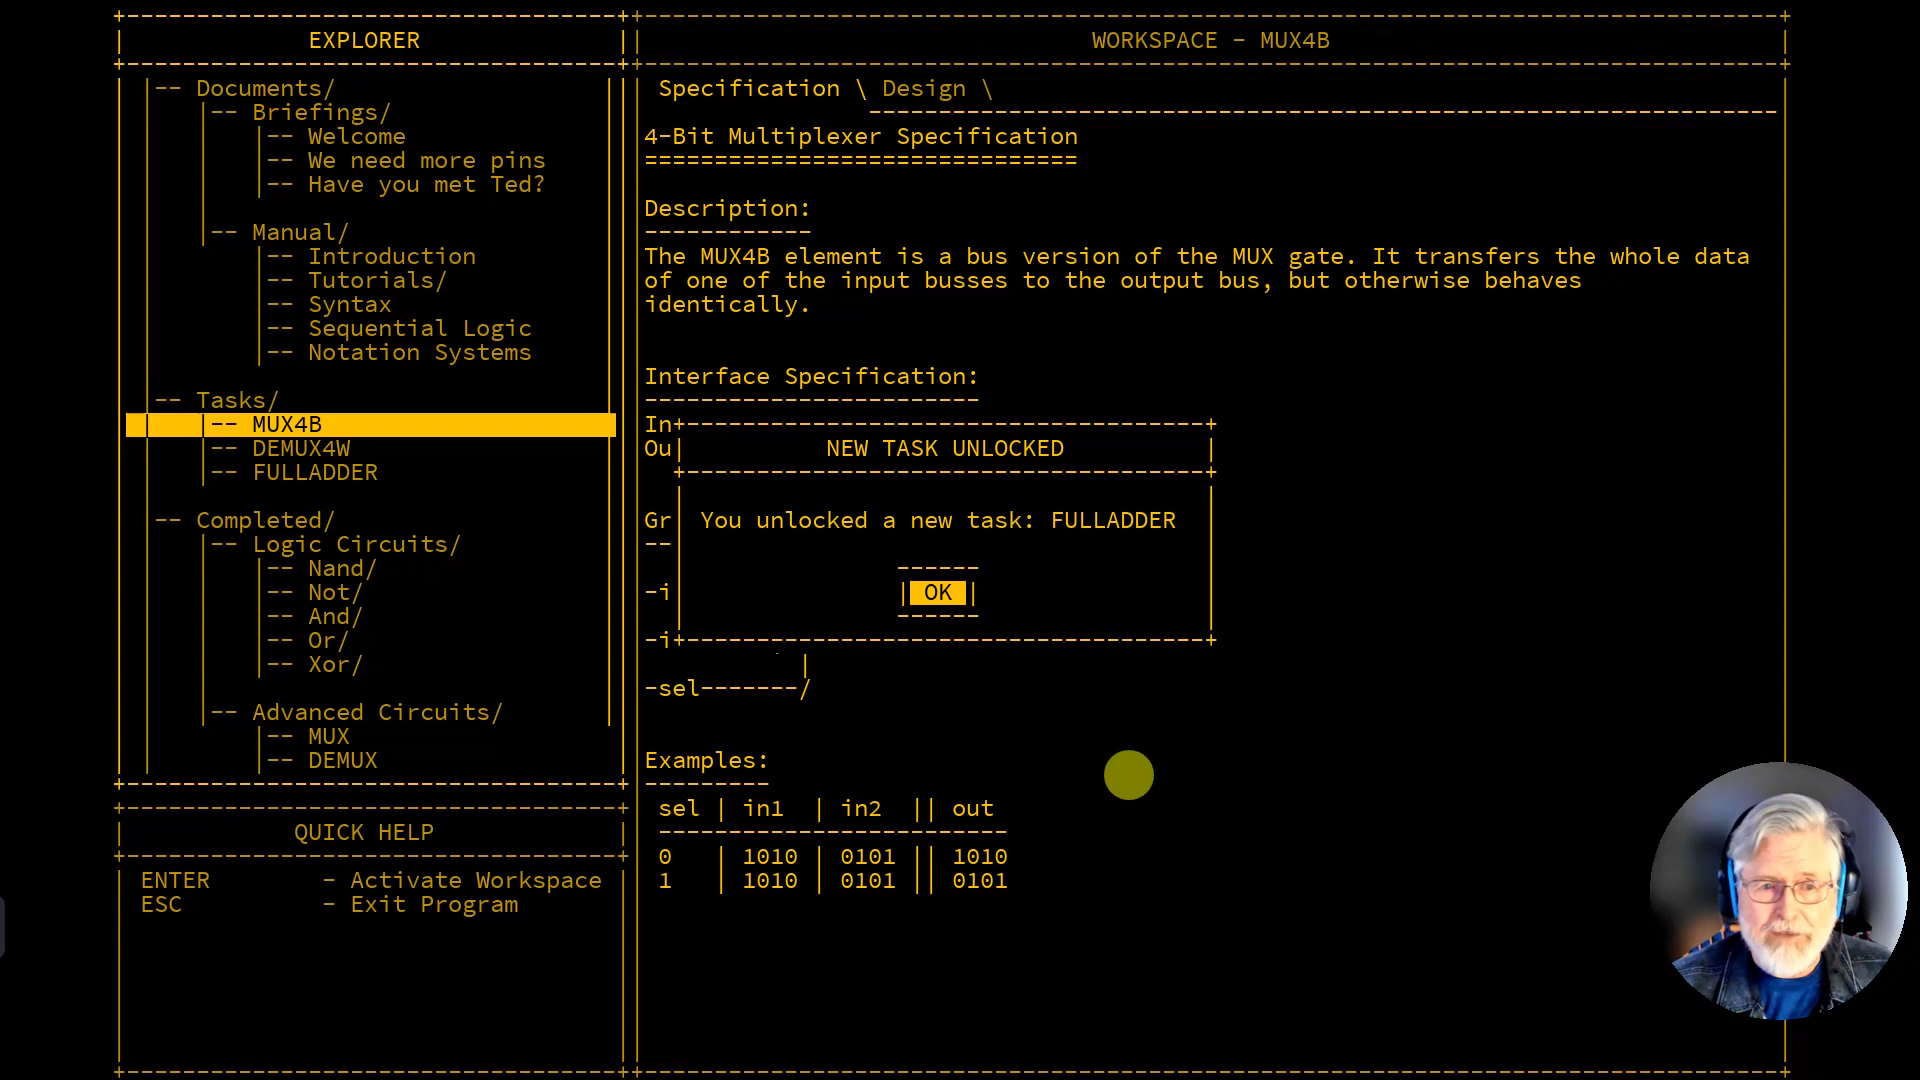 EXPLORER
-- Documents/
-- Briefings/
-- Welcome
-- We need more pins
-- Have you met Ted?
-- Manual/
-- Introduction
-- Tutorials/
-- Syntax
-- Sequential Logic
-- Notation Systems
-- Tasks/
-- MUX4B
-- DEMUX4W
-- FULLADDER
-- Completed/
-- Logic Circuits/
-- Nand/
-- Not/
-- And/
-- Or/
-- Xor/
-- Advanced Circuits/
-- MUX
-- DEMUX
QUICK HELP
ENTER - Activate Workspace
ESC - Exit Program
WORKSPACE - MUX4B
Specification \ Design \
4-Bit Multiplexer Specification
===============================
Description:
------------
The MUX4B element is a bus version of the MUX gate. It transfers the whole data
of one of the input busses to the output bus, but otherwise behaves
identically.
Interface Specification:
------------------------
In
Ou
Gr
--
-i
-i
-sel-------/
NEW TASK UNLOCKED
You unlocked a new task: FULLADDER
OK
Examples:
---------
sel | in1 | in2 || out
-------------------------
0 | 1010 | 0101 || 1010
1 | 1010 | 0101 || 0101